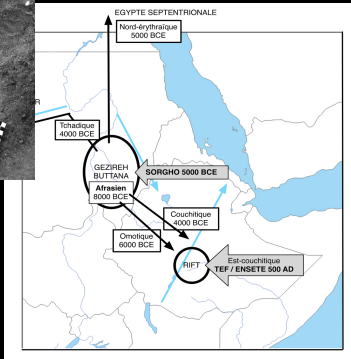 EGYPTE SEPTENTRIONALE
Nord-érythraïque
5000 BCE
R
Tchadique
4000 BCE
GEZIREH
BUTTANA
SORGHO 5000 BCE
Afrasien
8000 BCE
Couchitique
4000 BCE
Omotique
6000 BCE
RIFT
Est-couchitique
TEF / ENSETE 500 AD